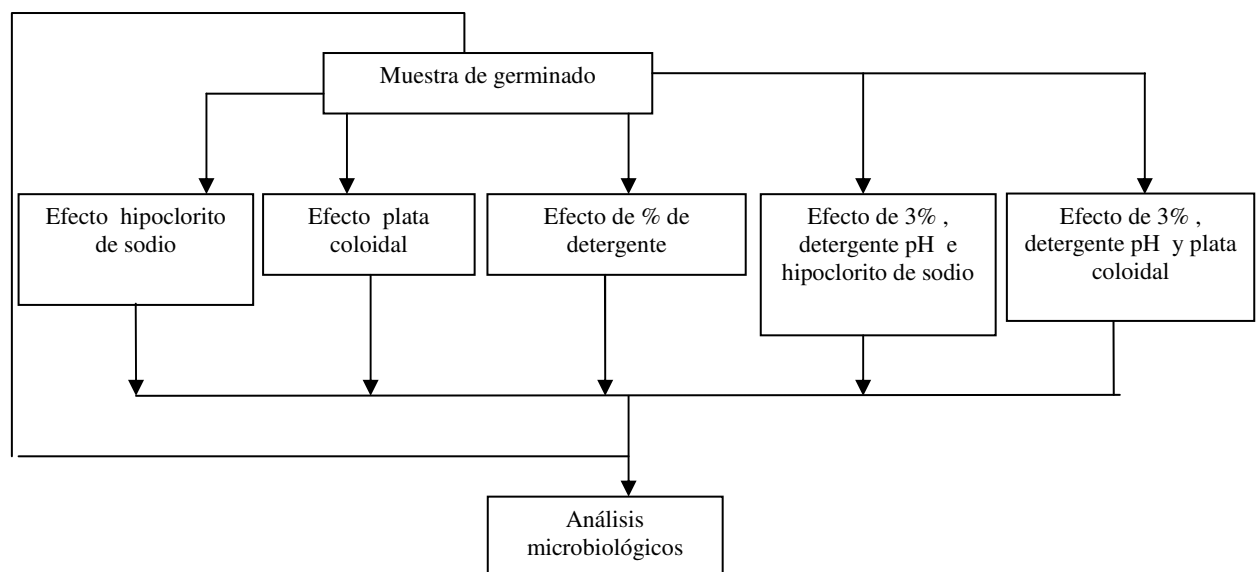 Muestra de germinado
Efecto hipoclorito
de sodio
Efecto plata
coloidal
Efecto de % de
detergente
Efecto de 3% ,
detergente pH e
hipoclorito de sodio
Efecto de 3% ,
detergente pH y plata
coloidal
Análisis
microbiológicos